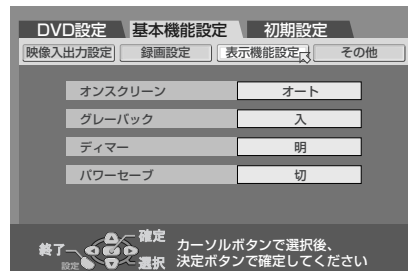 DVD設定 基本機能設定 初期設定
映像入出力設定 録画設定 表示機能設定 その他
オンスクリーン オート
グレーバック 入
ディマー 明
パワーセーブ 切
確定
終了
設定
選択
カーソルボタンで選択後、
決定ボタンで確定してください